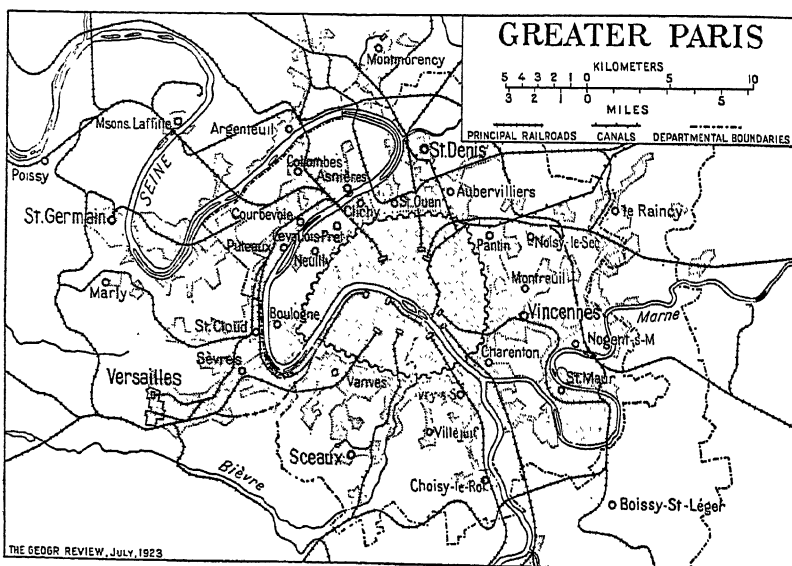 GREATER PARIS
KILOMETERS
5 4 3 2 1 0 5 10
3 2 1 0 5
MILES
PRINCIPAL RAILROADS CANALS DEPARTMENTAL BOUNDARIES
Montmorency
Msons. Laffitte
Argenteuil
St. Denis
Poissy
SEINE
Colombes
Asnières
Aubervilliers
St. Germain
Courbevoie
Clichy
St. Ouen
le Raincy
Levallois-Pret
Puteaux
Neuilly
Pantin
Noisy-le-Sec
Marly
Montreuil
St. Cloud
Boulogne
Vincennes
Marne
Sèvres
Nogent-s-M
Versailles
Vanves
Charenton
St. Maur
Ivry-s-S
Villejuif
Sceaux
Bièvre
Choisy-le-Roi
Boissy-St-Léger
THE GEOGR REVIEW, JULY, 1923